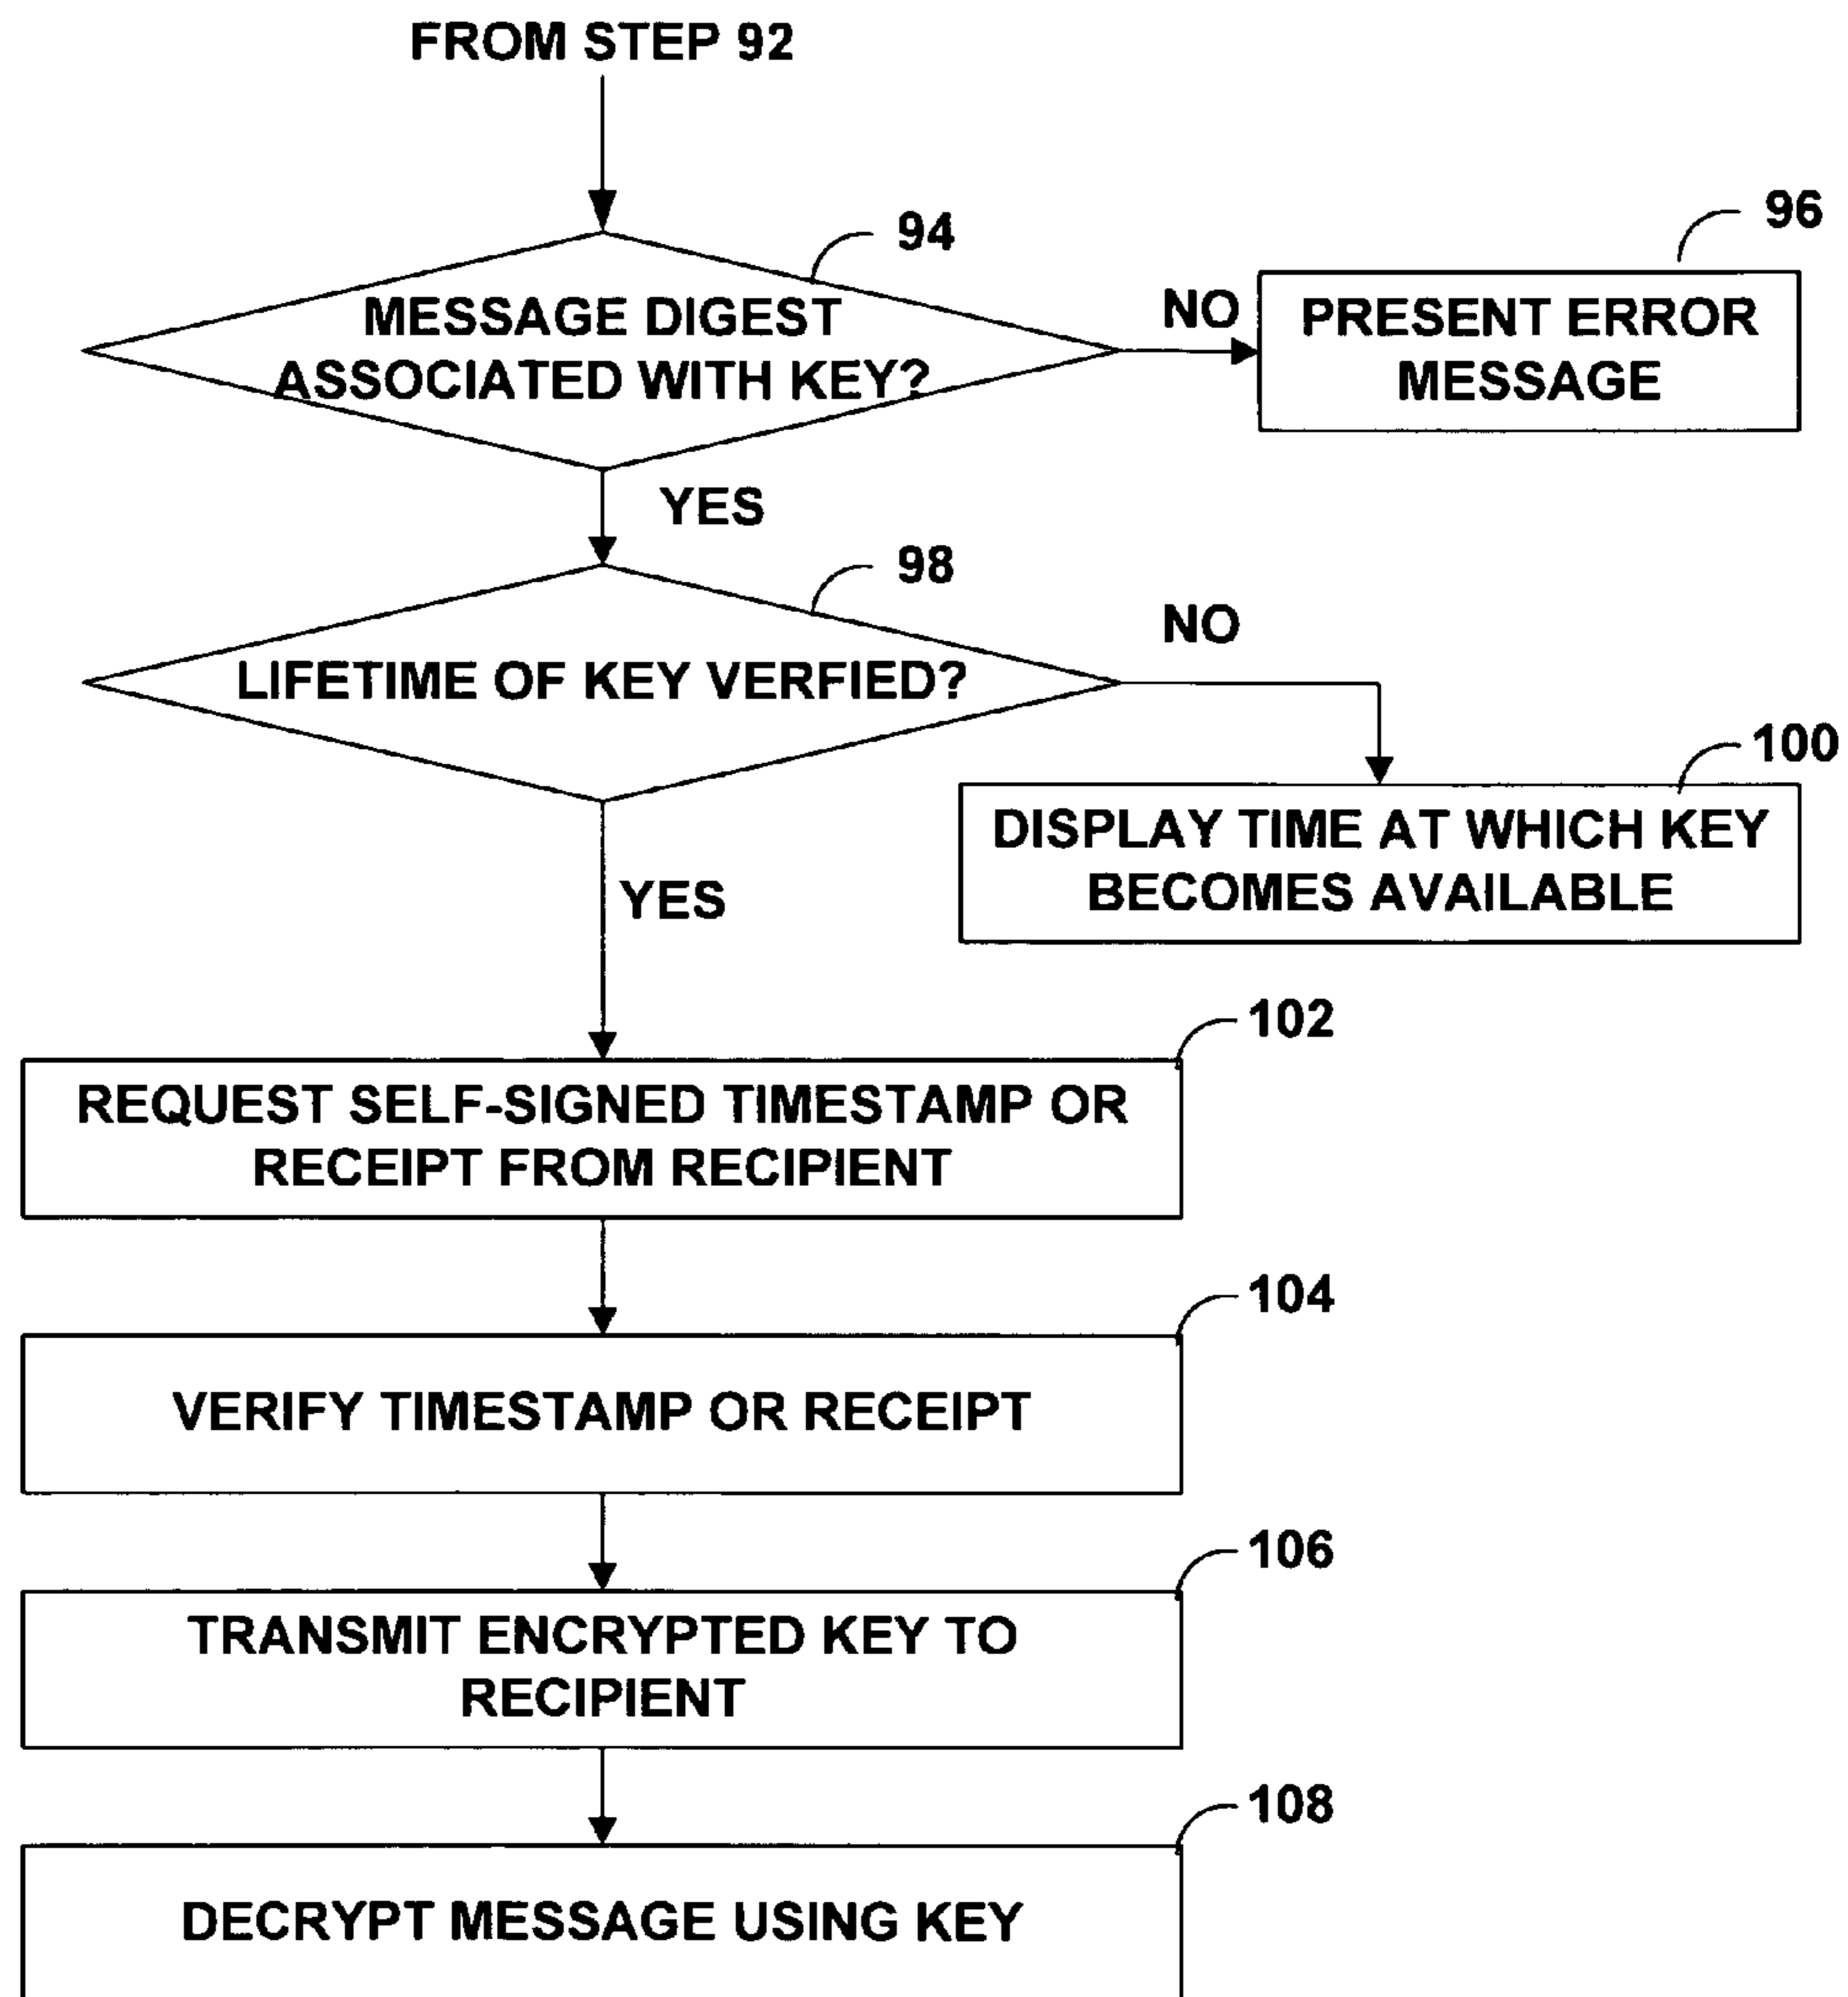 FROM STEP 92
94
96
MESSAGE DIGEST
ASSOCIATED WITH KEY?
NO
PRESENT ERROR
MESSAGE
YES
98
LIFETIME OF KEY VERFIED?
NO
100
DISPLAY TIME AT WHICH KEY
BECOMES AVAILABLE
YES
102
REQUEST SELF-SIGNED TIMESTAMP OR
RECEIPT FROM RECIPIENT
104
VERIFY TIMESTAMP OR RECEIPT
106
TRANSMIT ENCRYPTED KEY TO
RECIPIENT
108
DECRYPT MESSAGE USING KEY